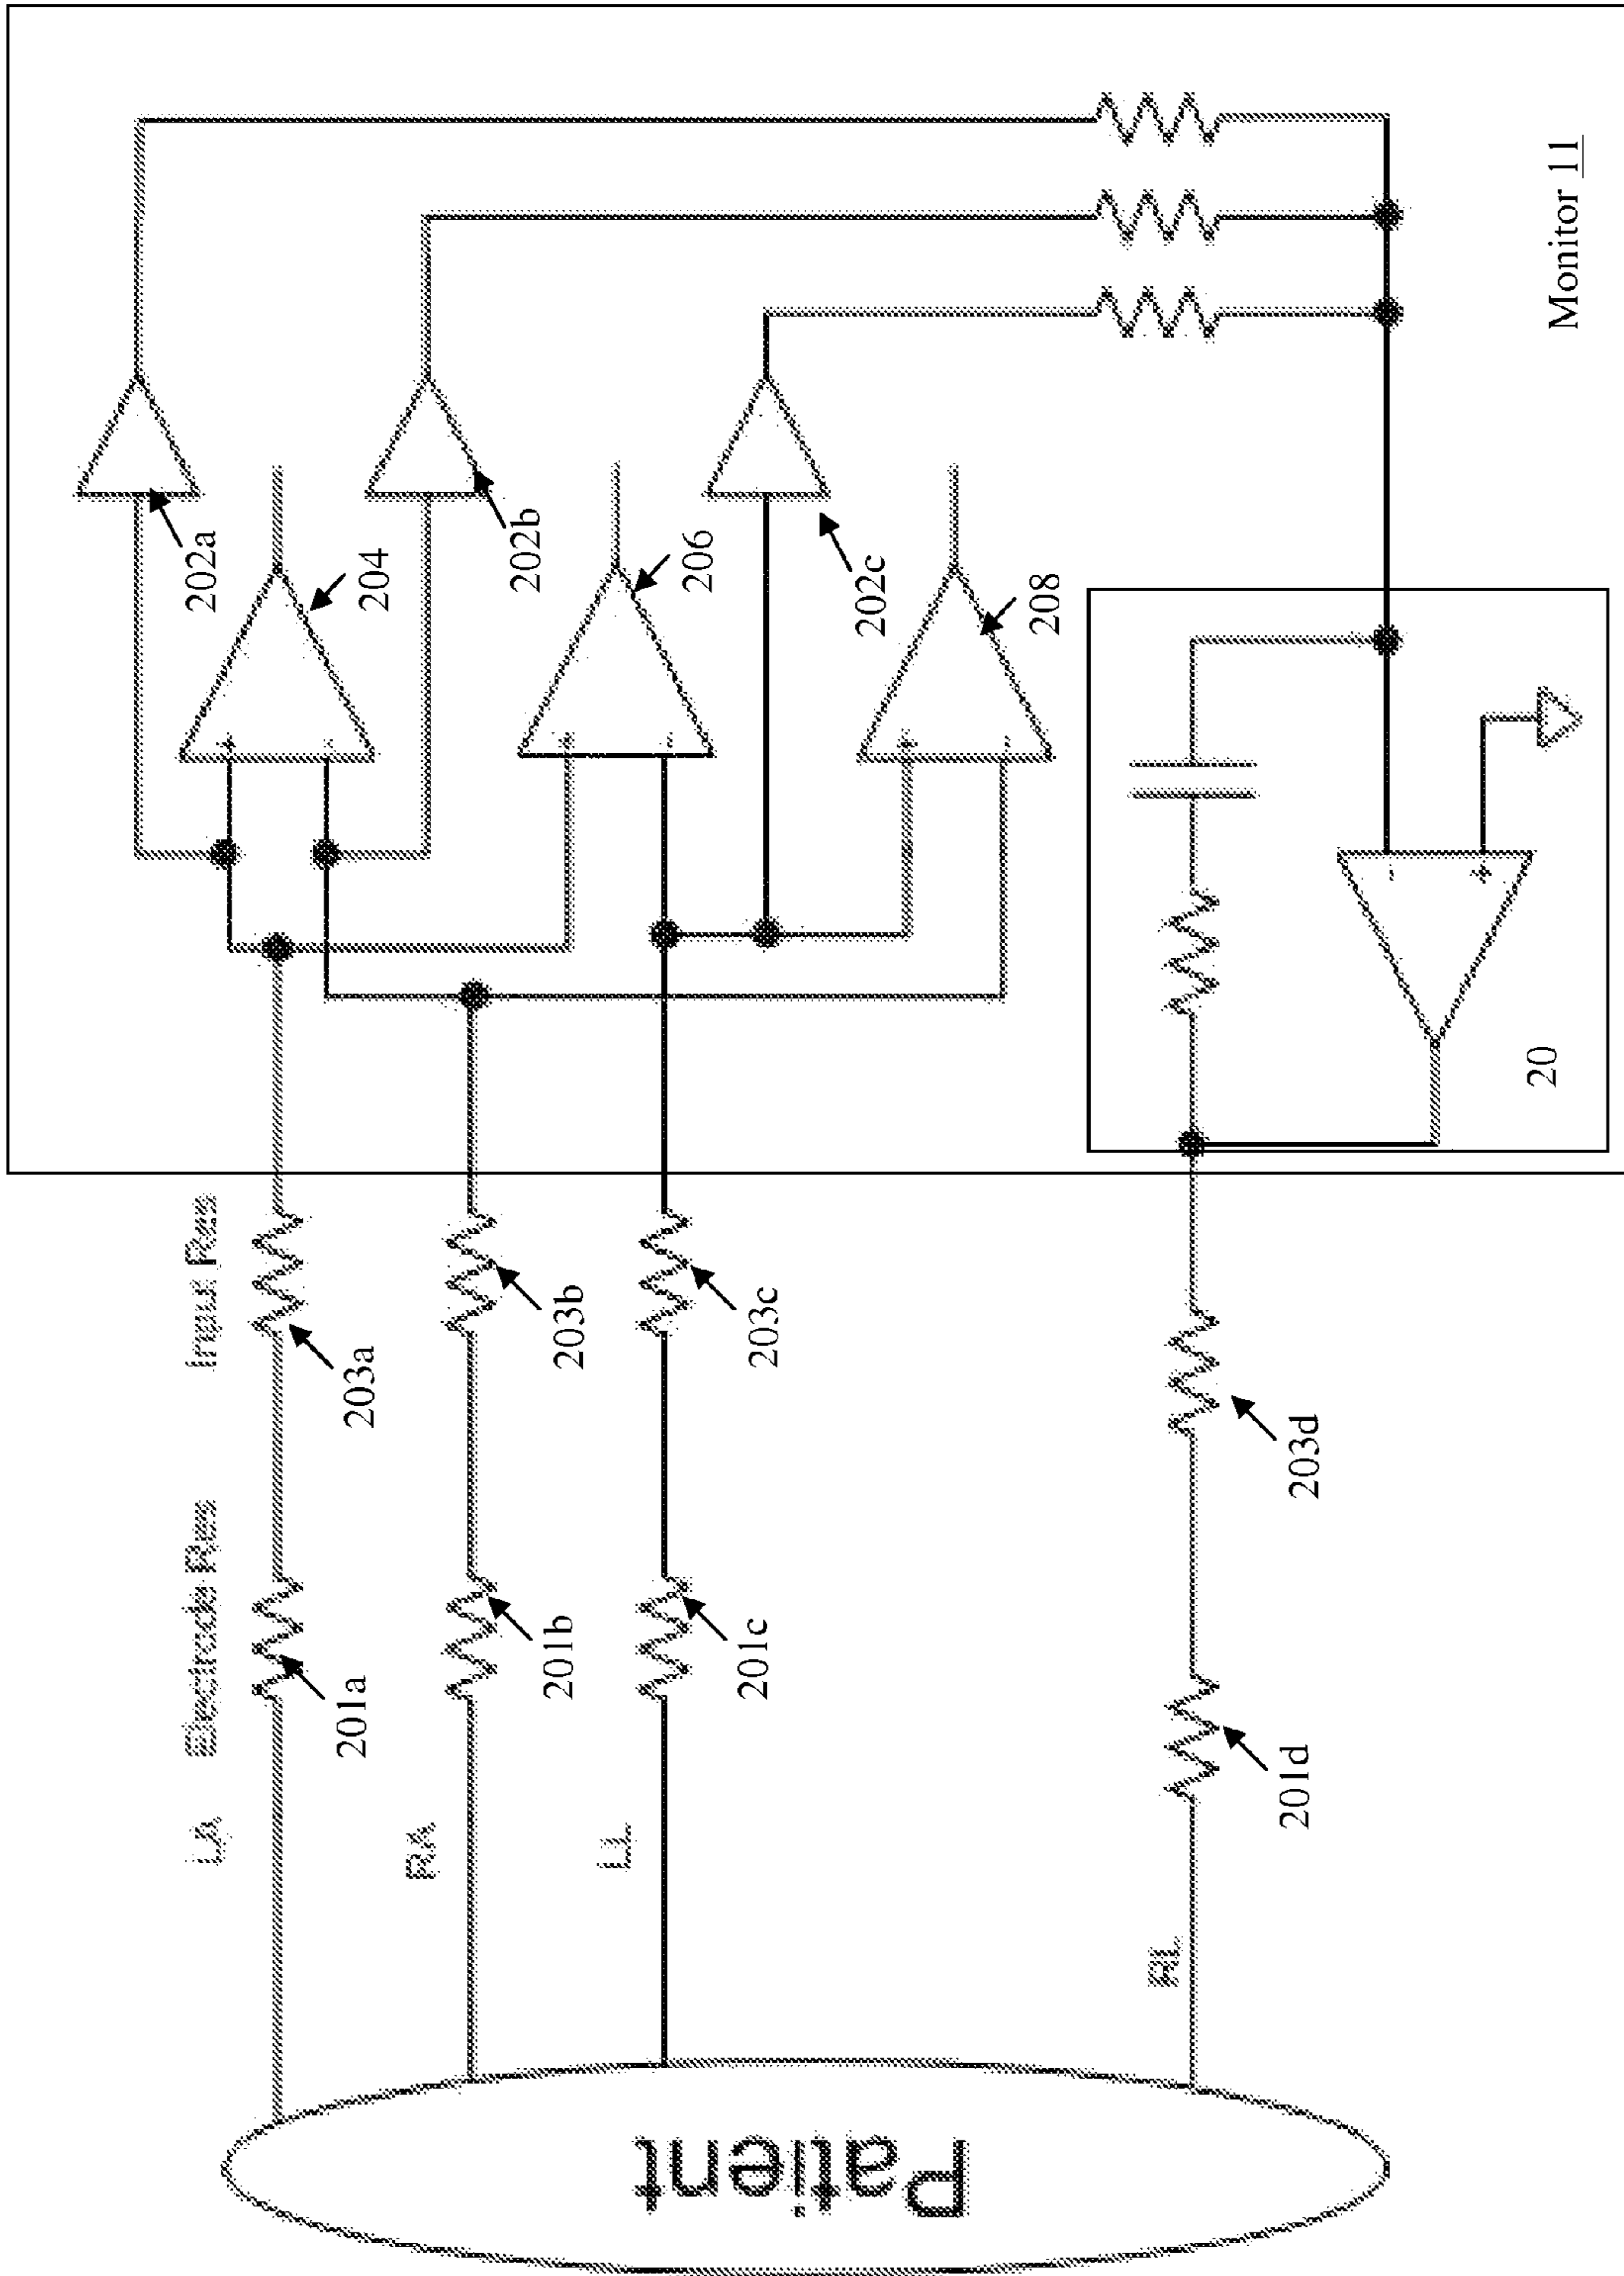 Patient
LA
Electrode Res
Input Res
201a
203a
RA
201b
203b
LL
201c
203c
RL
201d
203d
202a
+
-
204
202b
+
-
206
202c
+
-
208
-
+
20
Monitor 11